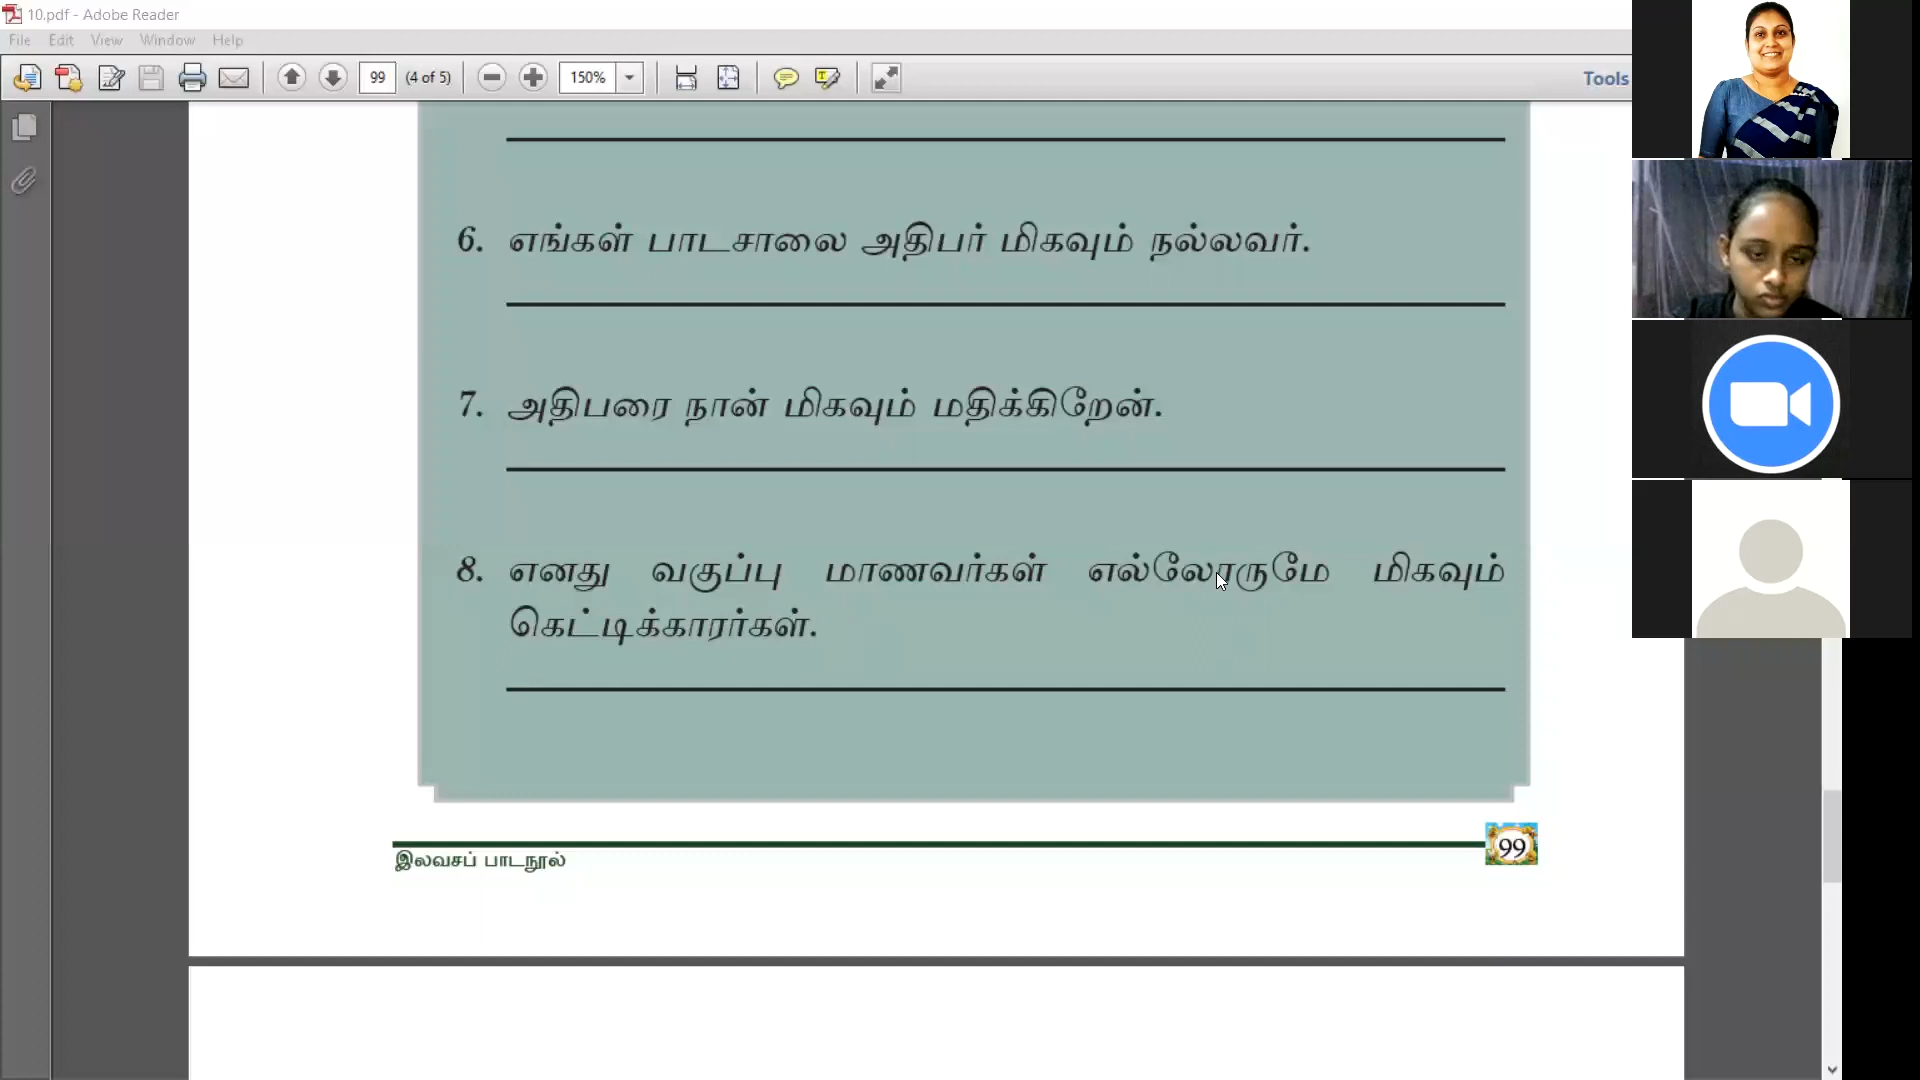 10.pdf - Adobe Reader
File Edit View Window Help
99 (4 of 5) 150% Tools
6. எங்கள் பாடசாலை அதிபர் மிகவும் நல்லவர்.
7. அதிபரை நான் மிகவும் மதிக்கிறேன்.
8. எனது வகுப்பு மாணவர்கள் எல்லோருமே மிகவும்
கெட்டிக்காரர்கள்.
இலவசப் பாடநூல்
99